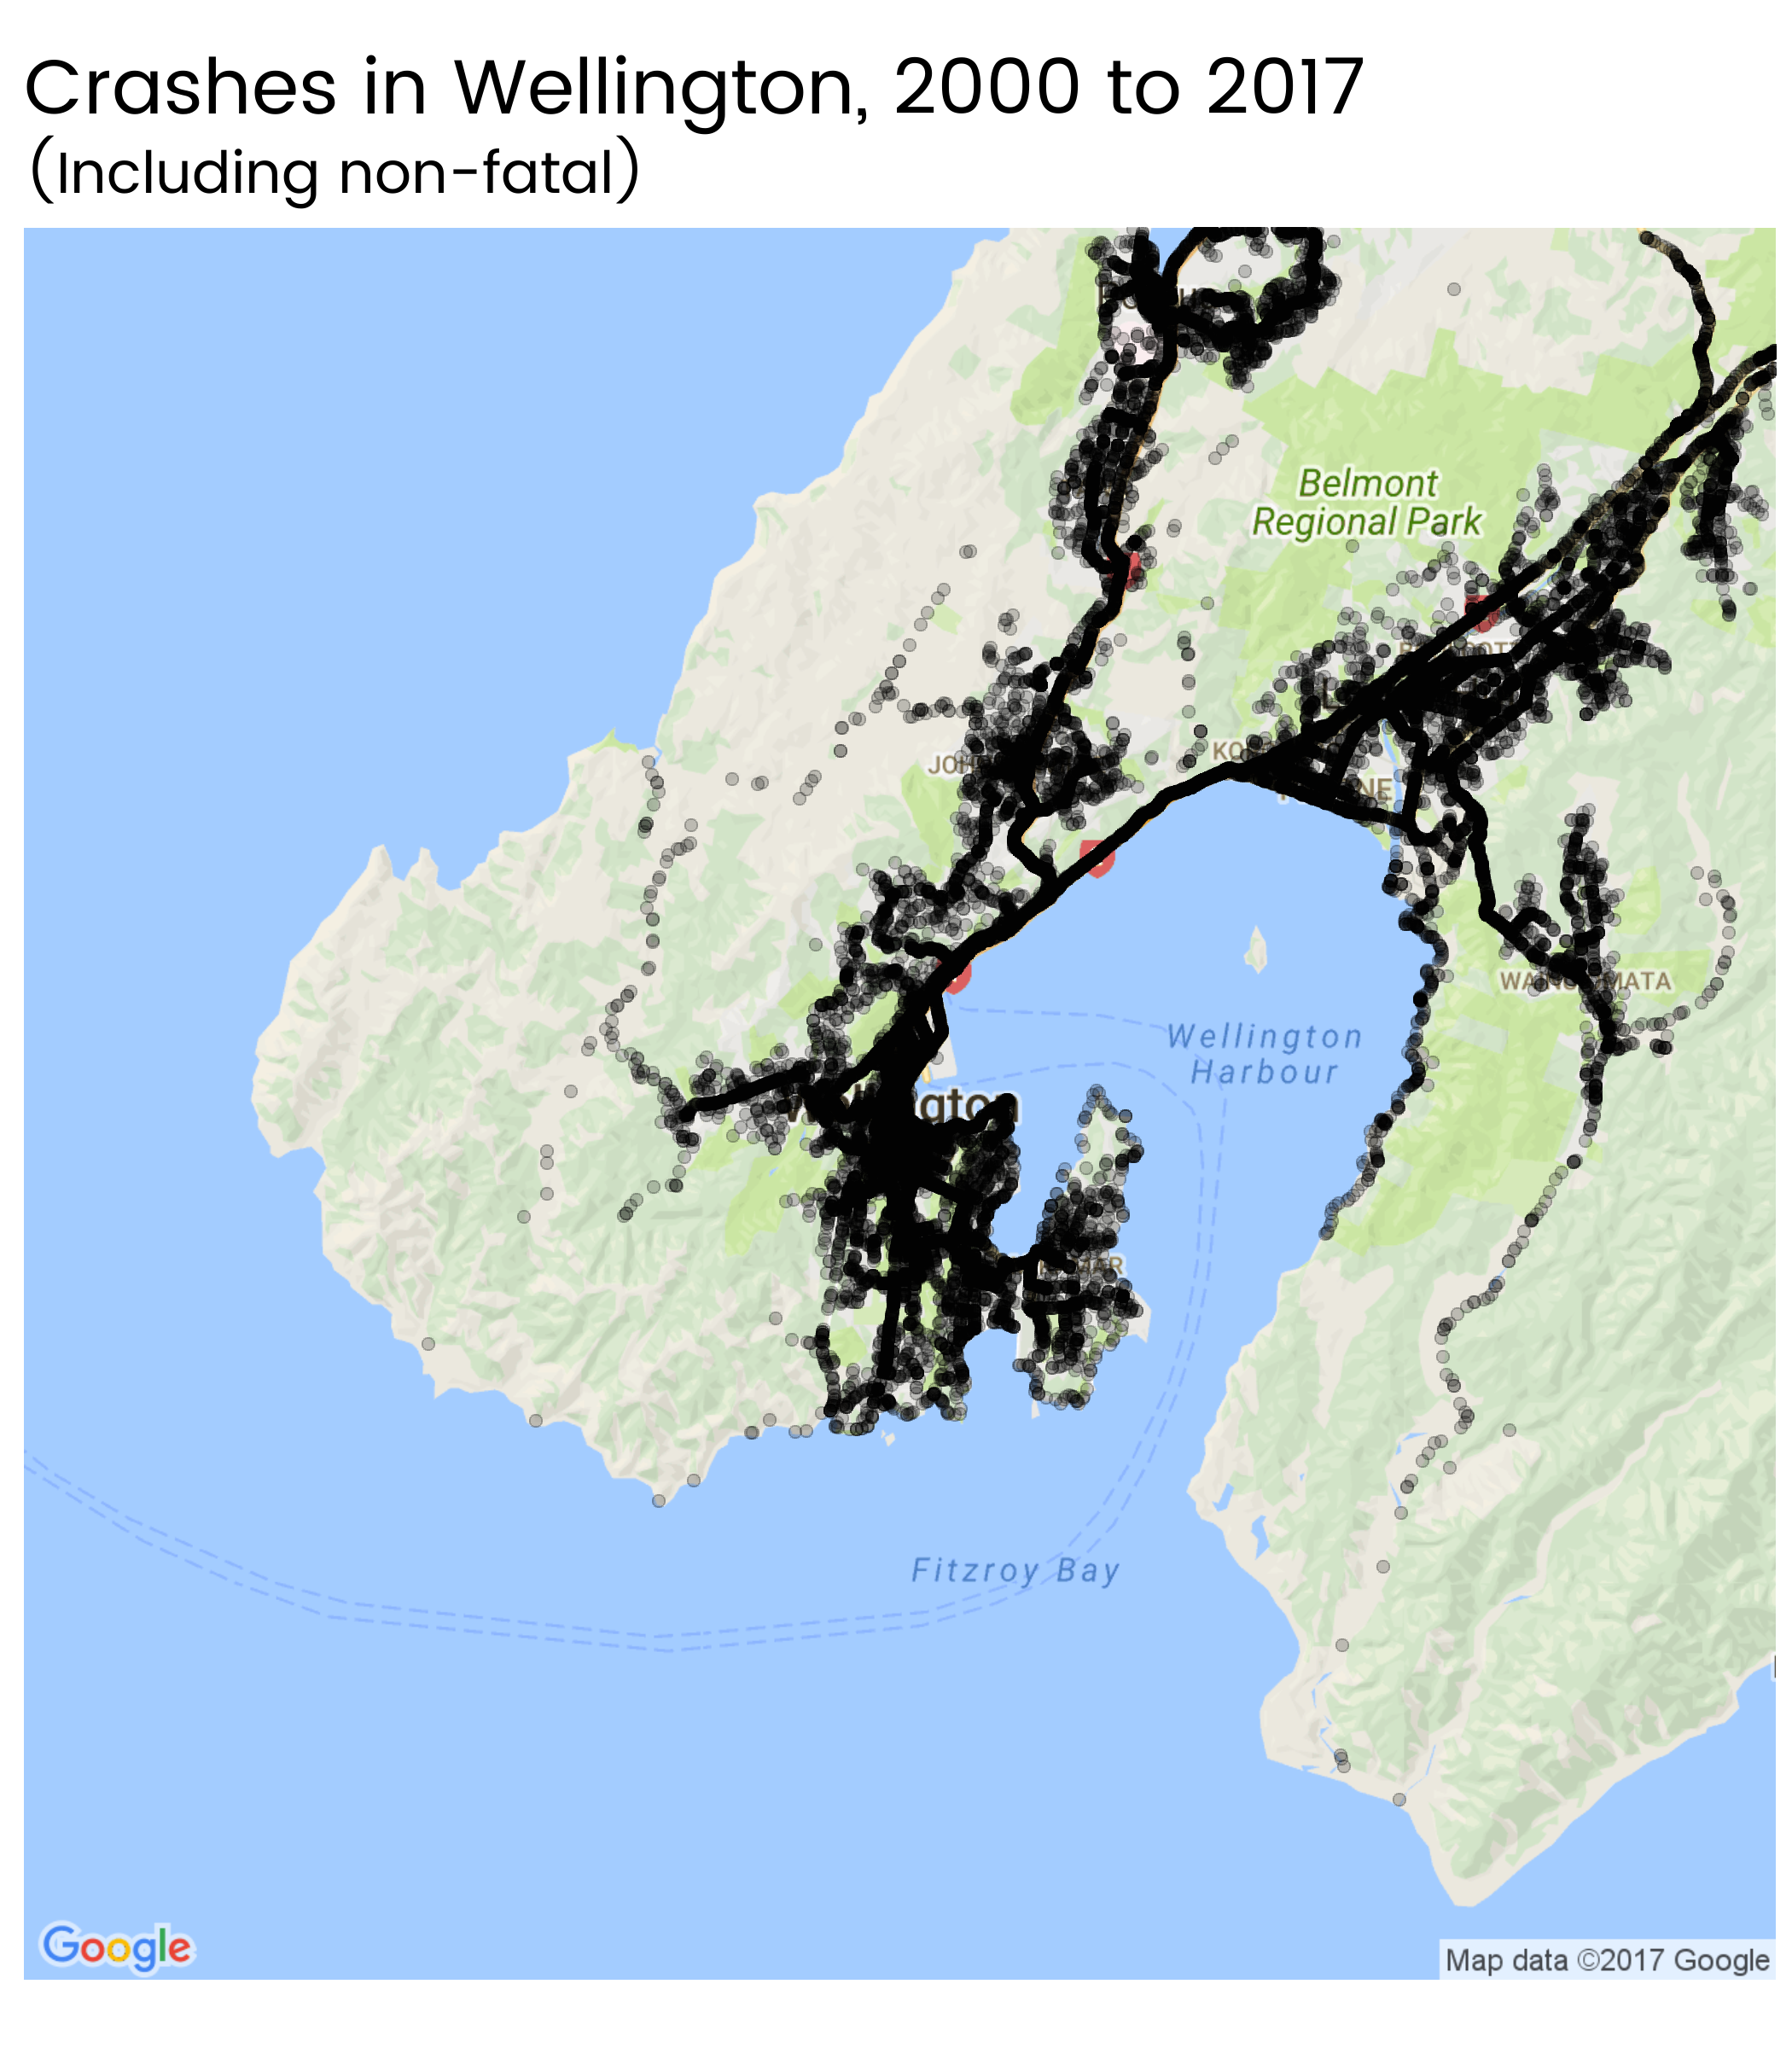 Crashes in Wellington, 2000 to 2017
(Including non-fatal)
Belmont
Regional Park
Wellington
Harbour
Fitzroy Bay
Google
Map data ©2017 Google